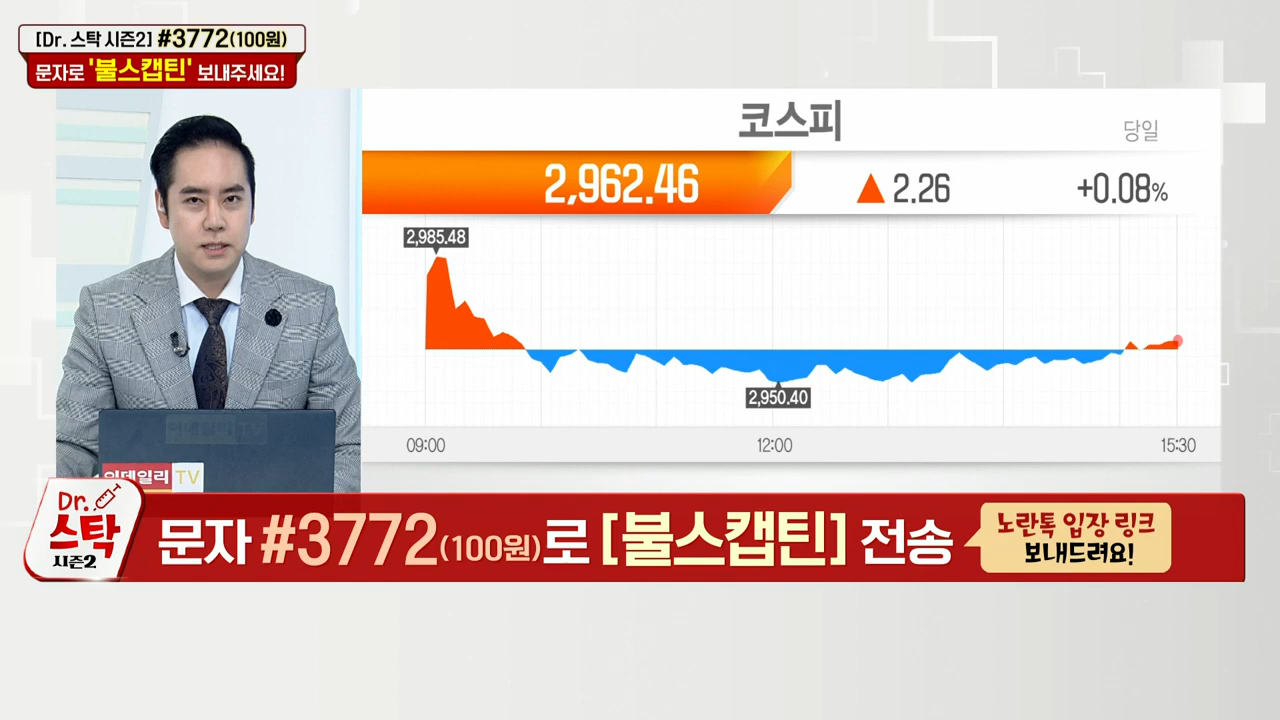 [Dr. 스탁 시즌2] #3772(100원)
문자로 '불스캡틴' 보내주세요!
코스피
당일
2,962.46 ▲ 2.26 +0.08%
2,985.48
2,950.40
09:00 12:00 15:30
이데일리 TV
Dr.
스탁
시즌2
문자 #3772(100원)로 [불스캡틴] 전송
노란톡 입장 링크
보내드려요!